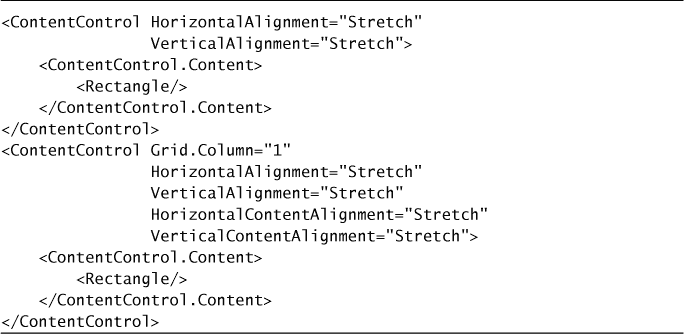 <ContentControl HorizontalAlignment="Stretch"
                VerticalAlignment="Stretch">
    <ContentControl.Content>
        <Rectangle/>
    </ContentControl.Content>
</ContentControl>
<ContentControl Grid.Column="1"
                HorizontalAlignment="Stretch"
                VerticalAlignment="Stretch"
                HorizontalContentAlignment="Stretch"
                VerticalContentAlignment="Stretch">
    <ContentControl.Content>
        <Rectangle/>
    </ContentControl.Content>
</ContentControl>